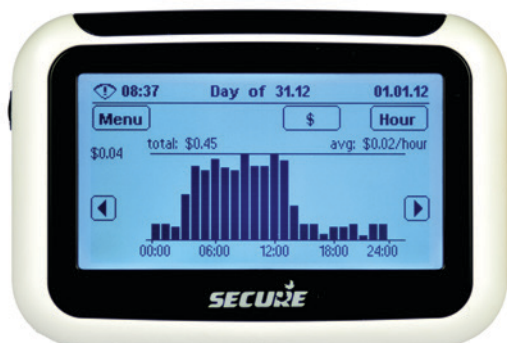 08:37 Day of 31.12 01.01.12
Menu $ Hour
$0.04 total: $0.45 avg: $0.02/hour
00:00 06:00 12:00 18:00 24:00
SECURE